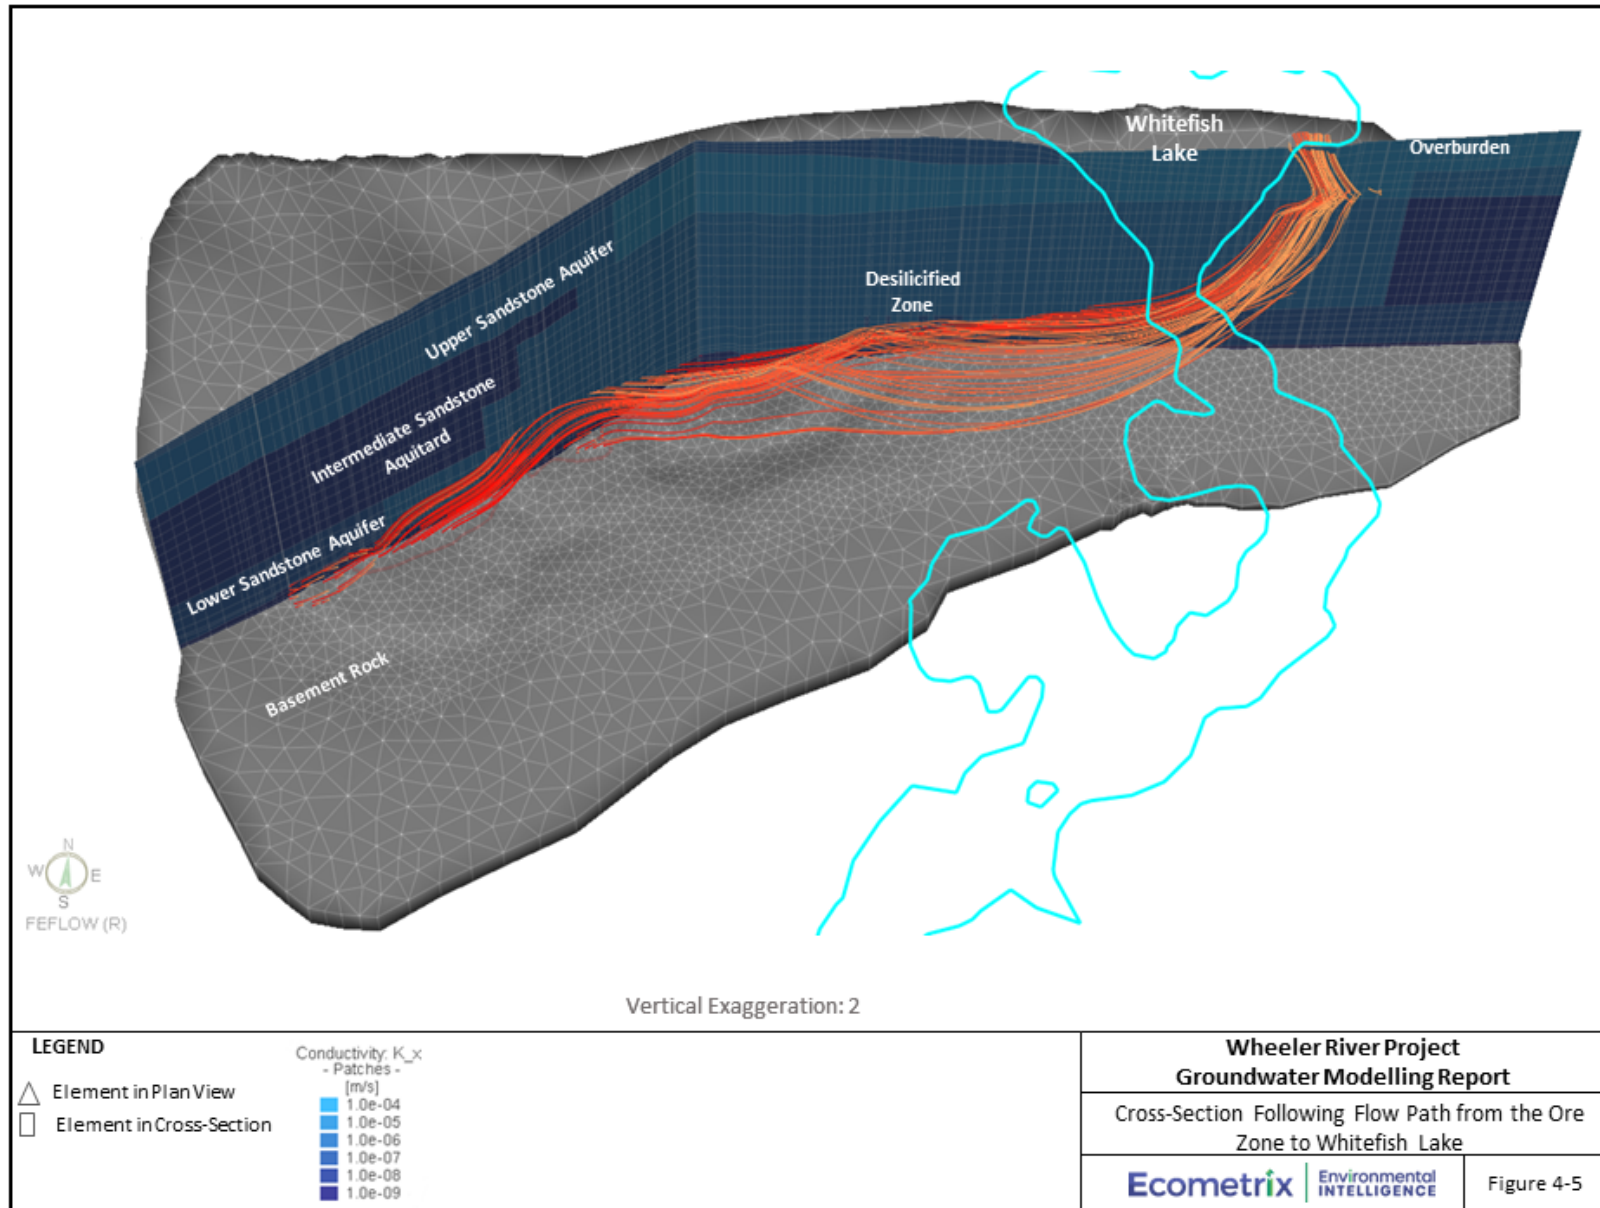 Whitefish
Lake
Overburden
Upper Sandstone Aquifer
Desilicified
Zone
Intermediate Sandstone
Aquitard
Lower Sandstone Aquifer
Basement Rock
N
W E
S
FEFLOW (R)
Vertical Exaggeration: 2
LEGEND
Element in Plan View
Element in Cross-Section
Conductivity: K_x
- Patches -
[m/s]
1.0e-04
1.0e-05
1.0e-06
1.0e-07
1.0e-08
1.0e-09
Wheeler River Project
Groundwater Modelling Report
Cross-Section Following Flow Path from the Ore
Zone to Whitefish Lake
Ecometrix Environmental
INTELLIGENCE
Figure 4-5